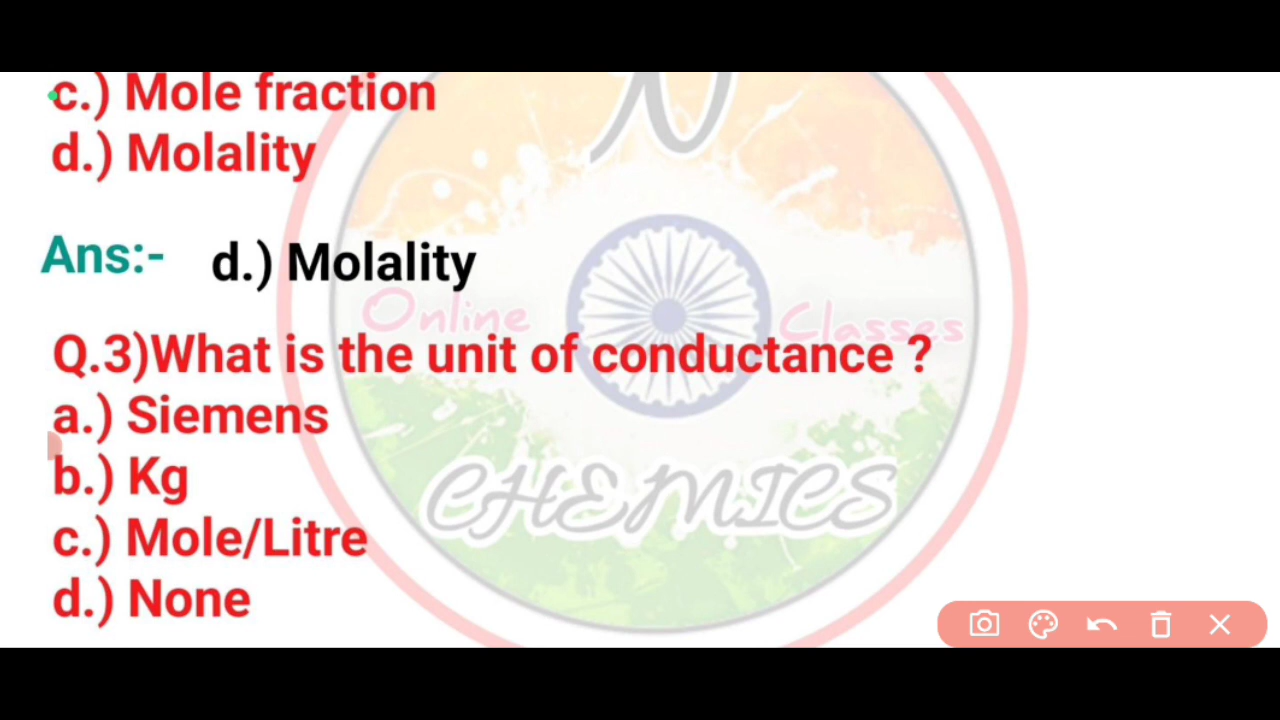 c.) Mole fraction
d.) Molality
Ans:- d.) Molality
Online Classes
Q.3)What is the unit of conductance ?
a.) Siemens
b.) Kg
CHEMICS
c.) Mole/Litre
d.) None